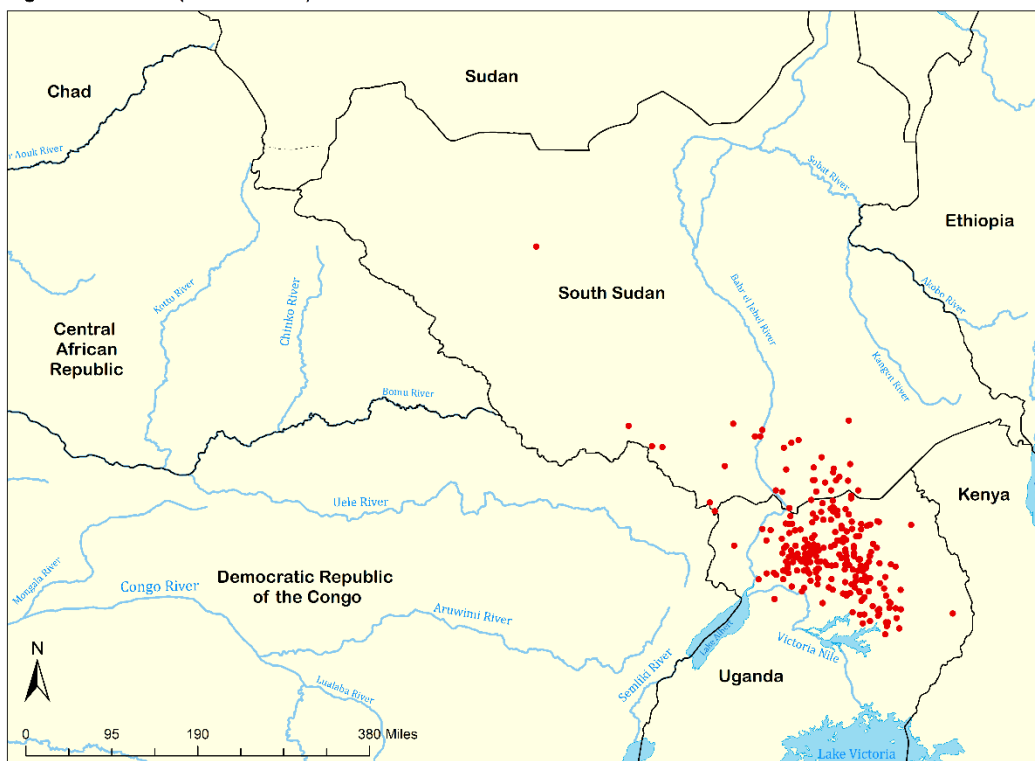 Sudan
Chad
r Aouk River
Sobat River
Ethiopia
South Sudan
Kottu River
Chinko River
Bahr el Jebel River
Akobe River
Central
African
Republic
Kangen River
Bomu River
Kenya
Uele River
Mongala River
Congo River
Democratic Republic
of the Congo
Aruwimi River
Lake Albert
Victoria
Nile
N
Semliki River
Uganda
Lualaba River
0 95 190 380 Miles
Lake Victoria